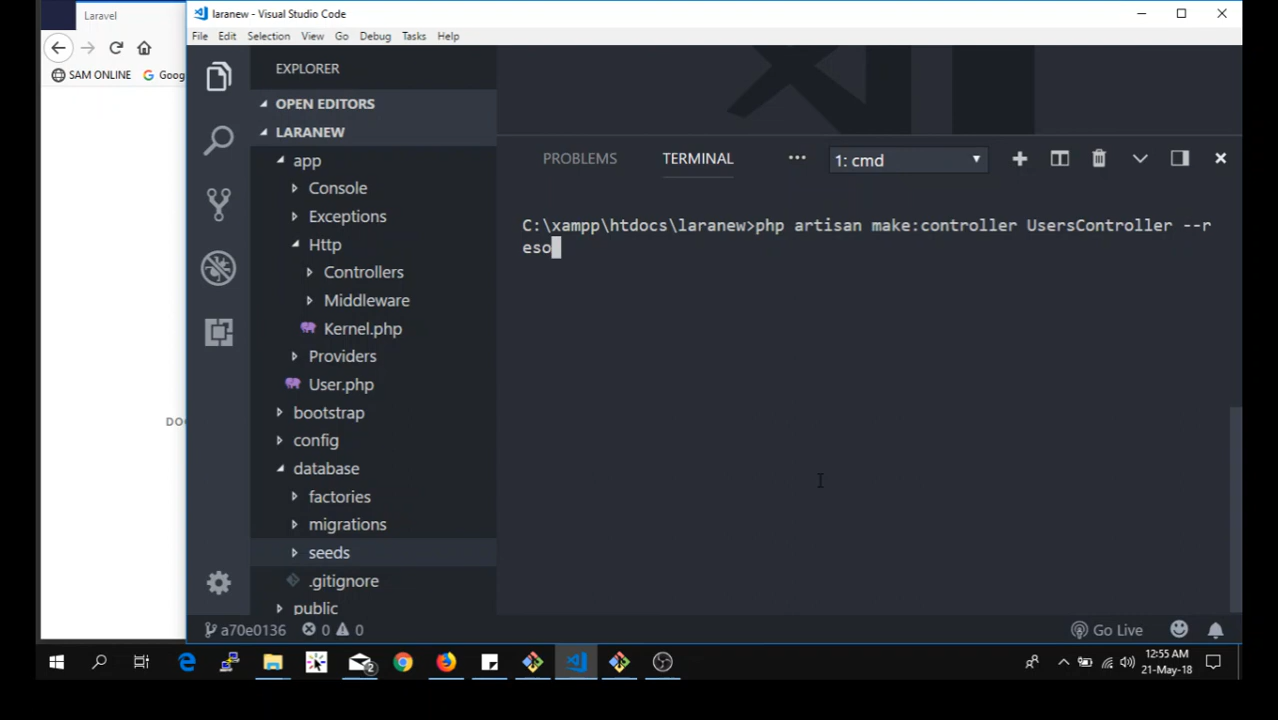 Laravel
laranew - Visual Studio Code
File Edit Selection View Go Debug Tasks Help
SAM ONLINE Goog
EXPLORER
OPEN EDITORS
LARANEW
app
Console
Exceptions
Http
Controllers
Middleware
Kernel.php
Providers
User.php
bootstrap
config
database
factories
migrations
seeds
.gitignore
public
PROBLEMS TERMINAL ••• 1: cmd
C:\xampp\htdocs\laranew>php artisan make:controller UsersController --r
eso
DO
a70e0136 0 0 Go Live
2
12:55 AM
21-May-18